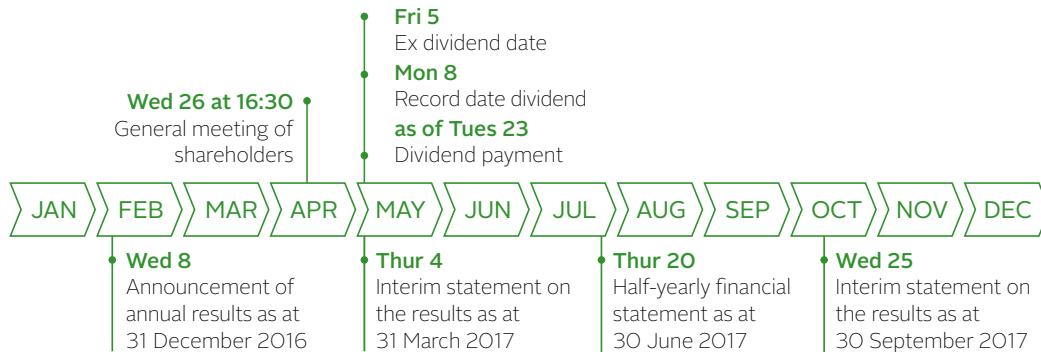 Fri 5
Ex dividend date
Mon 8
Record date dividend
as of Tues 23
Dividend payment
Wed 26 at 16:30
General meeting of
shareholders
JAN FEB MAR APR MAY JUN JUL AUG SEP OCT NOV DEC
Wed 8
Announcement of
annual results as at
31 December 2016
Thur 4
Interim statement on
the results as at
31 March 2017
Thur 20
Half-yearly financial
statement as at
30 June 2017
Wed 25
Interim statement on
the results as at
30 September 2017